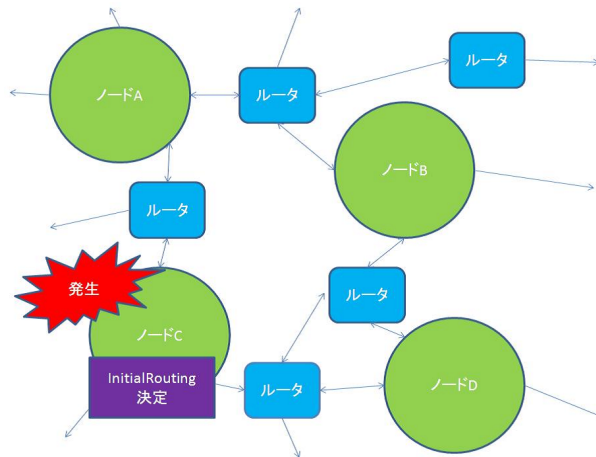 ノードA
ルータ
ルータ
ノードB
ルータ
発生
ルータ
ノードC
InitialRouting
決定
ルータ
ノードD